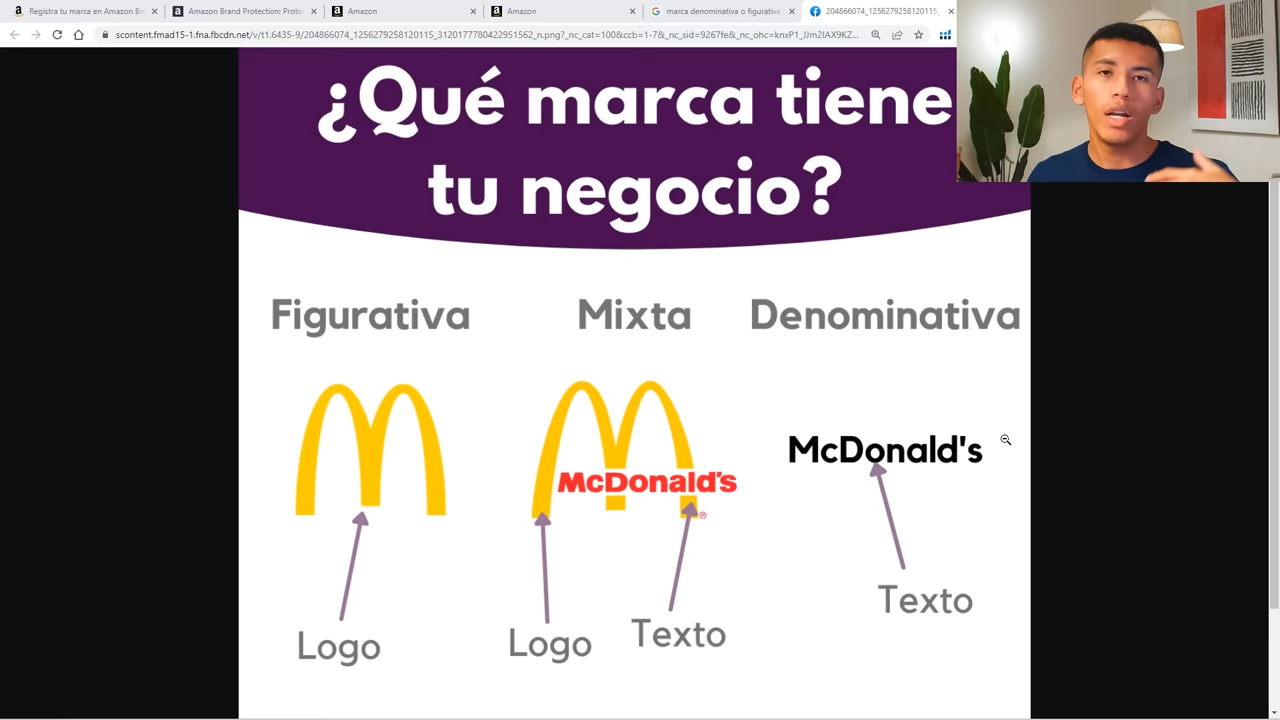 Registra tu marca en Amazon Br
Amazon Brand Protection: Prote
Amazon
Amazon
marca denominativa o figurativa
204866074_1256279258120115_
¿Qué marca tiene
tu negocio?
Figurativa
Mixta
Denominativa
McDonald's
®
McDonald's
Logo
Logo
Texto
Texto